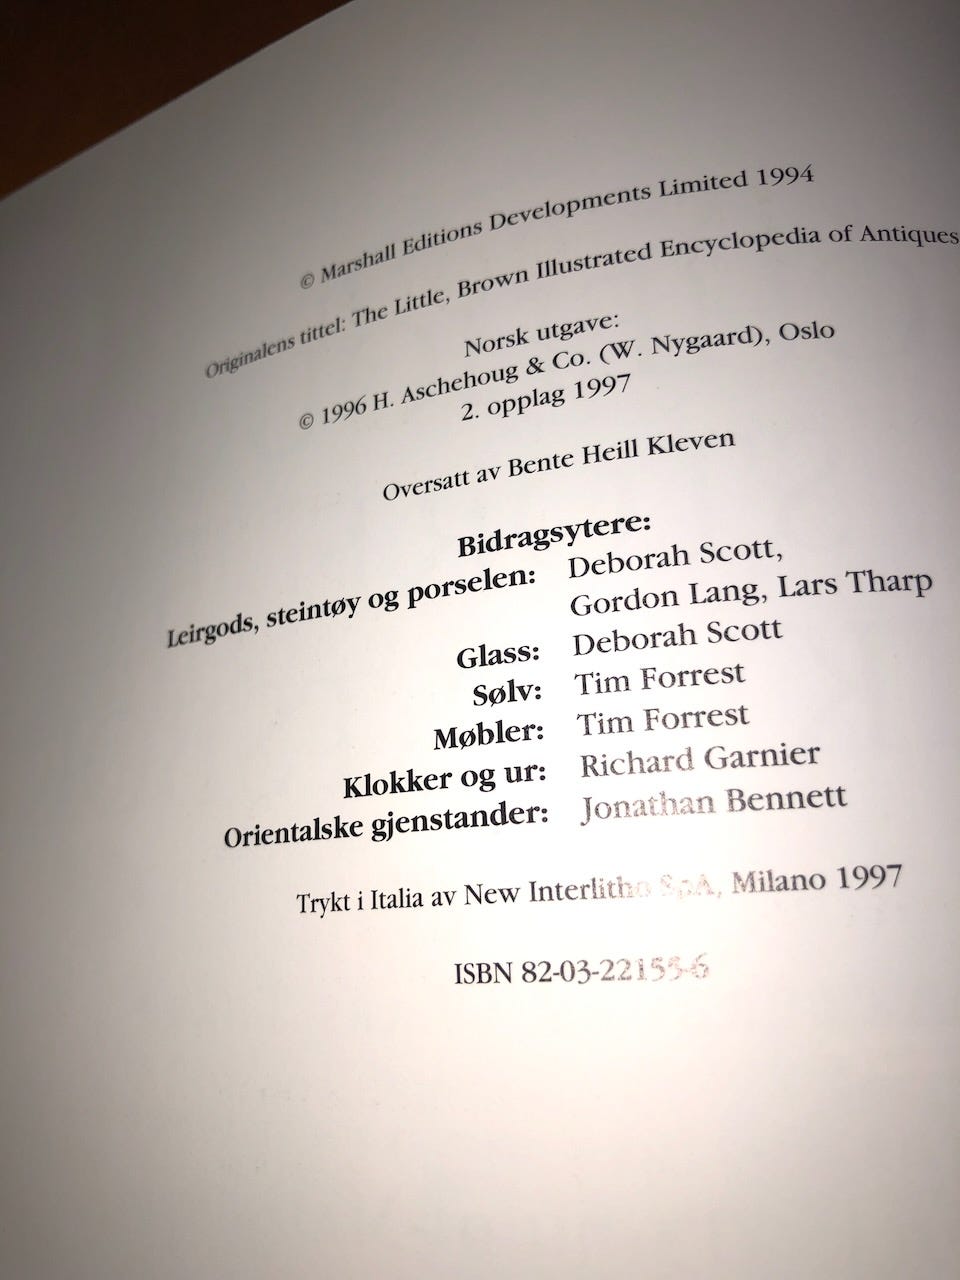 © Marshall Editions Developments Limited 1994
Originalens tittel: The Little, Brown Illustrated Encyclopedia of Antiques
Norsk utgave:
© 1996 H. Aschehoug & Co. (W. Nygaard), Oslo
2. opplag 1997
Oversatt av Bente Heill Kleven
Bidragsytere:
Leirgods, steintøy og porselen: Deborah Scott,
Gordon Lang, Lars Tharp
Glass: Deborah Scott
Sølv: Tim Forrest
Møbler: Tim Forrest
Klokker og ur: Richard Garnier
Orientalske gjenstander: Jonathan Bennett
Trykt i Italia av New Interlitho SpA, Milano 1997
ISBN 82-03-22155-6